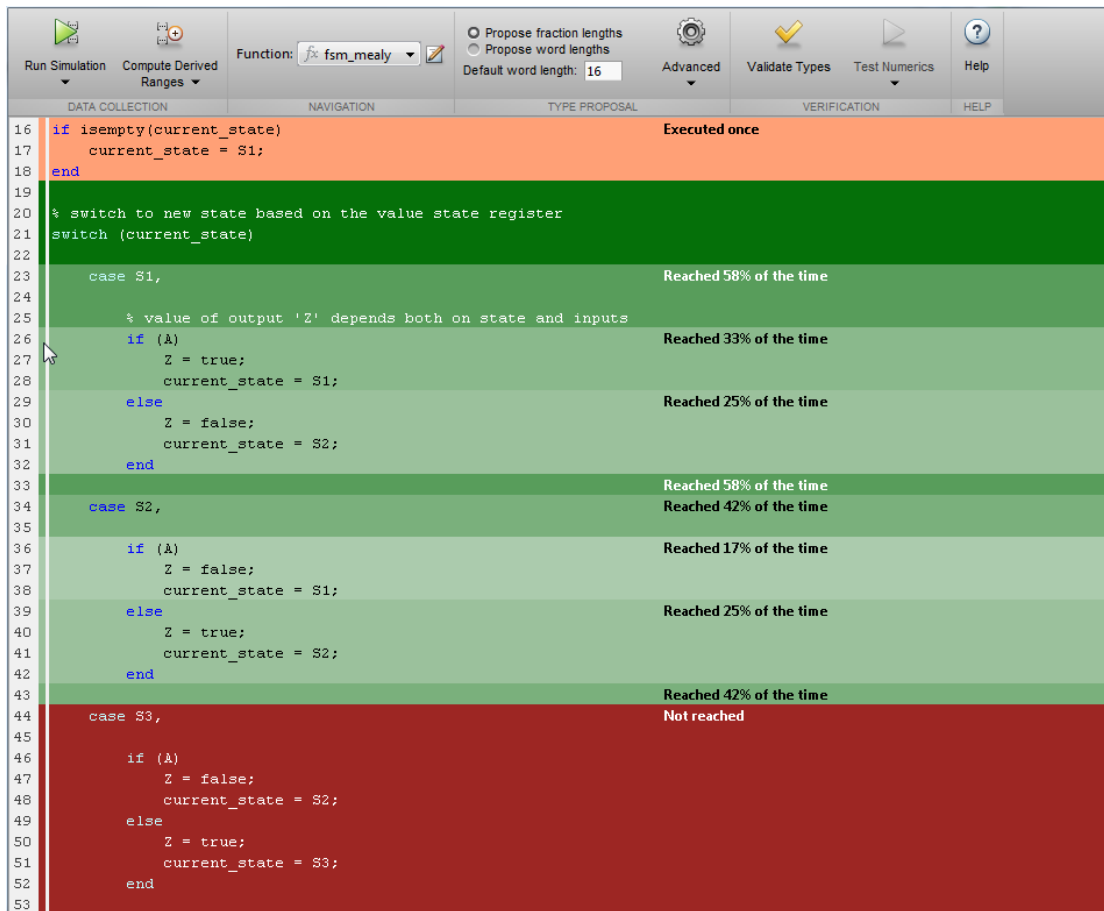 Run Simulation
Compute Derived
Ranges
Function: fx fsm_mealy
Propose fraction lengths
Propose word lengths
Default word length: 16
Advanced
Validate Types
Test Numerics
Help
DATA COLLECTION
NAVIGATION
TYPE PROPOSAL
VERIFICATION
HELP
16 if isempty(current_state) Executed once
17 current_state = S1;
18 end
19
20 % switch to new state based on the value state register
21 switch (current_state)
22
23 case S1, Reached 58% of the time
24
25 % value of output 'Z' depends both on state and inputs
26 if (A) Reached 33% of the time
27 Z = true;
28 current_state = S1;
29 else Reached 25% of the time
30 Z = false;
31 current_state = S2;
32 end
33 Reached 58% of the time
34 case S2, Reached 42% of the time
35
36 if (A) Reached 17% of the time
37 Z = false;
38 current_state = S1;
39 else Reached 25% of the time
40 Z = true;
41 current_state = S2;
42 end
43 Reached 42% of the time
44 case S3, Not reached
45
46 if (A)
47 Z = false;
48 current_state = S2;
49 else
50 Z = true;
51 current_state = S3;
52 end
53